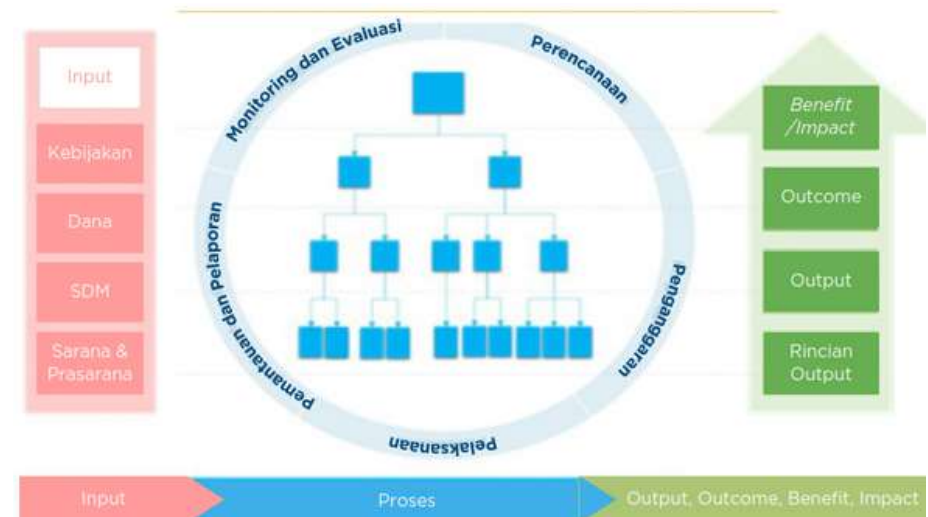 Input
Kebijakan
Dana
SDM
Sarana &
Prasarana
Monitoring dan Evaluasi
Perencanaan
Penganggaran
Pelaksanaan
Pemantauan dan Pelaporan
Benefit
/Impact
Outcome
Output
Rincian
Output
Input
Proses
Output, Outcome, Benefit, Impact